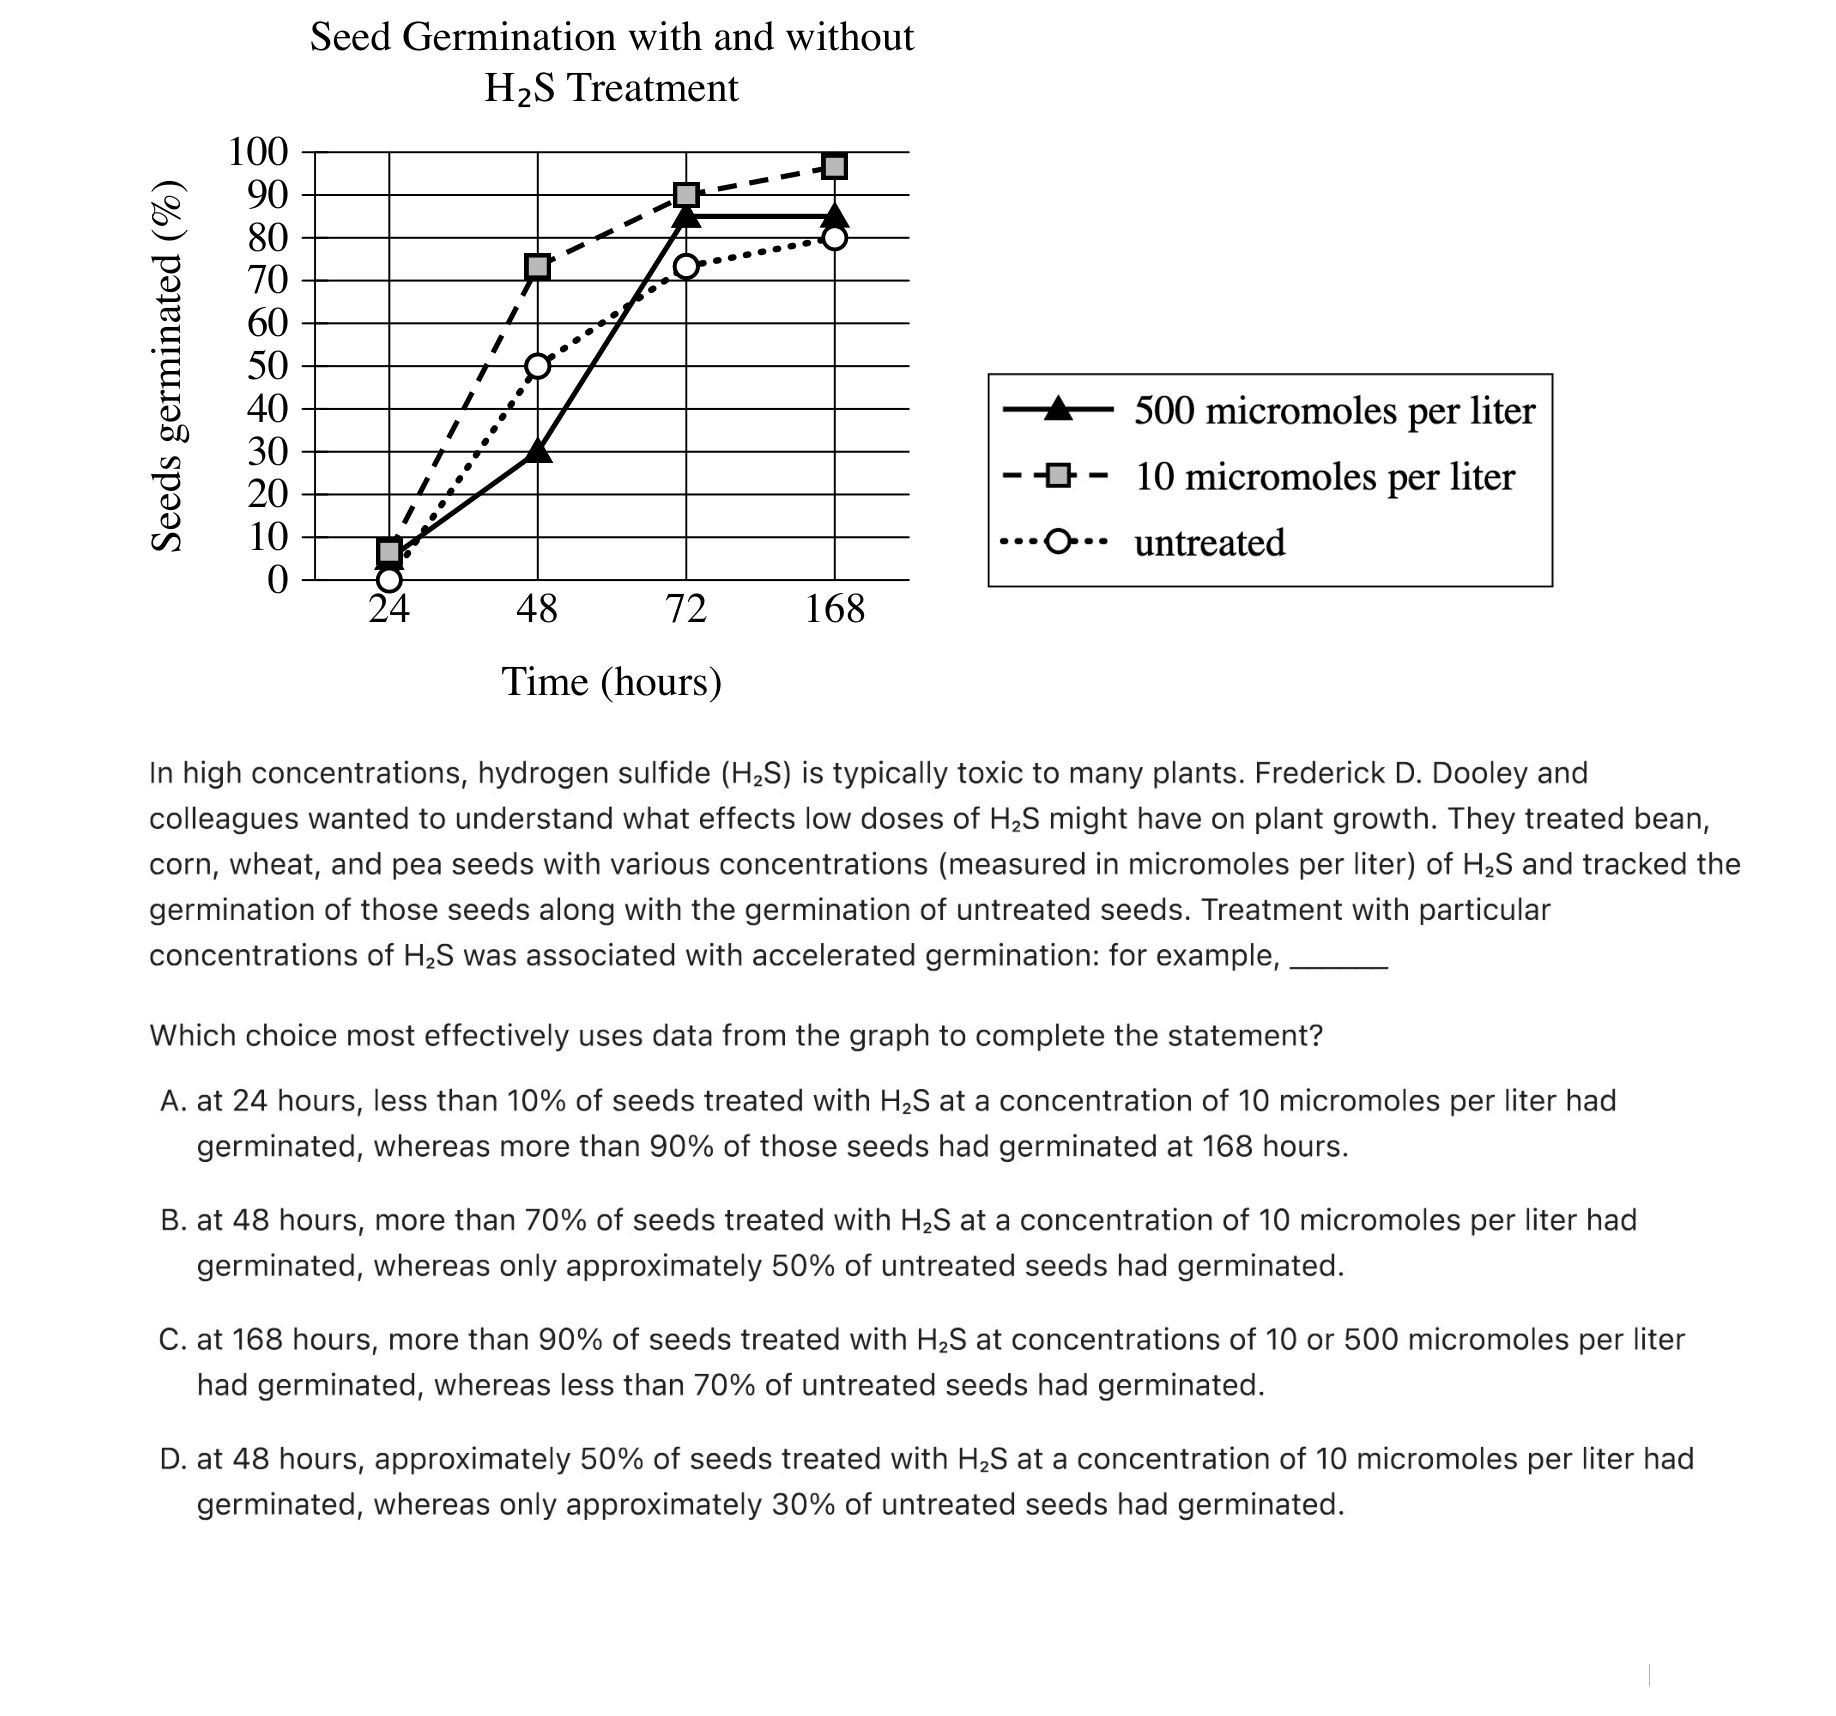 Seed Germination with and without
H₂S Treatment
Seeds germinated (%)
100
90
80
70
60
50
40
30
20
10
0
24 48 72 168
Time (hours)
500 micromoles per liter
10 micromoles per liter
untreated
In high concentrations, hydrogen sulfide (H₂S) is typically toxic to many plants. Frederick D. Dooley and
colleagues wanted to understand what effects low doses of H₂S might have on plant growth. They treated bean,
corn, wheat, and pea seeds with various concentrations (measured in micromoles per liter) of H₂S and tracked the
germination of those seeds along with the germination of untreated seeds. Treatment with particular
concentrations of H₂S was associated with accelerated germination: for example, ______
Which choice most effectively uses data from the graph to complete the statement?
A. at 24 hours, less than 10% of seeds treated with H₂S at a concentration of 10 micromoles per liter had
germinated, whereas more than 90% of those seeds had germinated at 168 hours.
B. at 48 hours, more than 70% of seeds treated with H₂S at a concentration of 10 micromoles per liter had
germinated, whereas only approximately 50% of untreated seeds had germinated.
C. at 168 hours, more than 90% of seeds treated with H₂S at concentrations of 10 or 500 micromoles per liter
had germinated, whereas less than 70% of untreated seeds had germinated.
D. at 48 hours, approximately 50% of seeds treated with H₂S at a concentration of 10 micromoles per liter had
germinated, whereas only approximately 30% of untreated seeds had germinated.